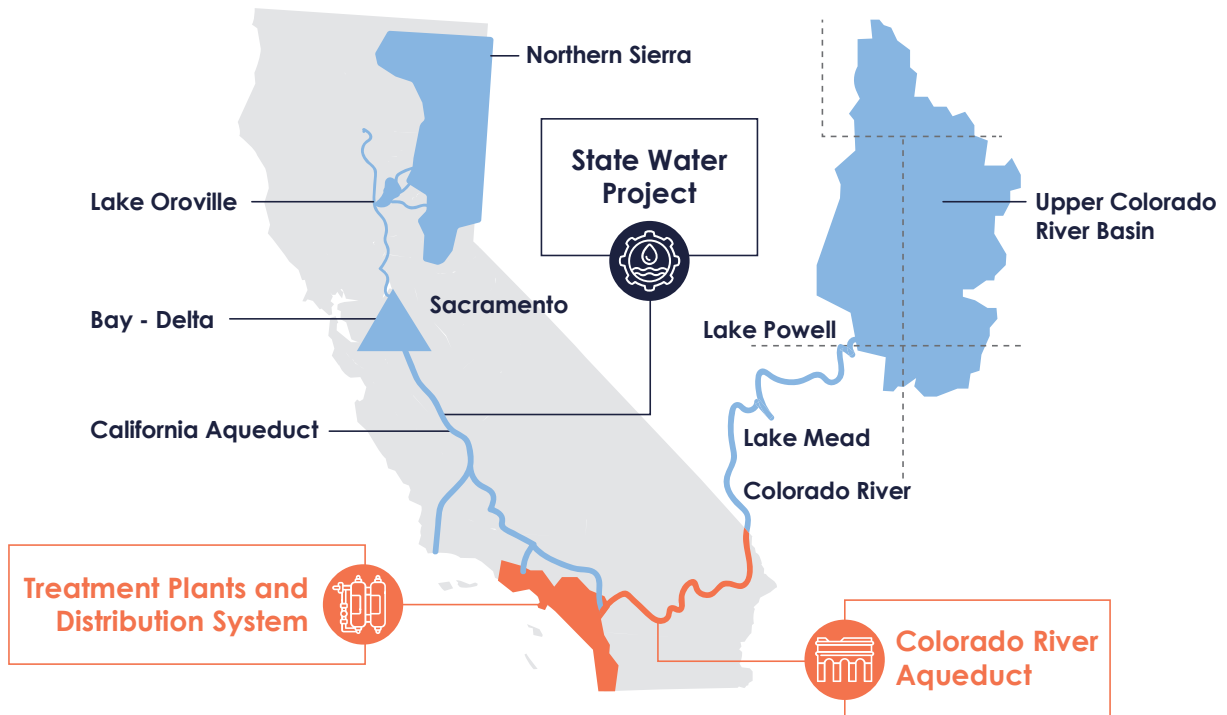 Northern Sierra
State Water
Project
Lake Oroville
Upper Colorado
River Basin
Sacramento
Bay - Delta
Lake Powell
California Aqueduct
Lake Mead
Colorado River
Treatment Plants and
Distribution System
Colorado River
Aqueduct